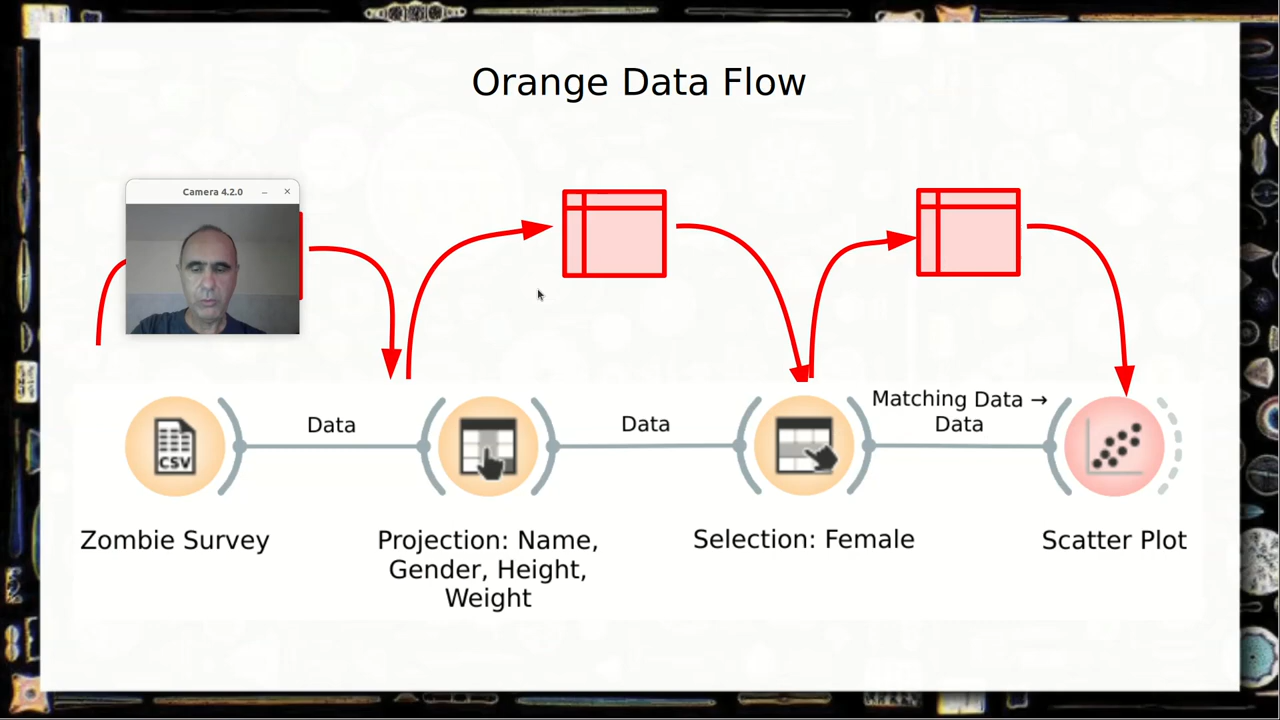 Orange Data Flow
Camera 4.2.0
Data
Data
Matching Data →
Data
CSV
Zombie Survey
Projection: Name,
Gender, Height,
Weight
Selection: Female
Scatter Plot